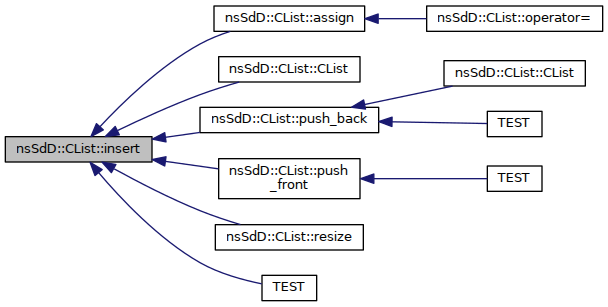 nsSdD::CList::assign
nsSdD::CList::operator=
nsSdD::CList::CList
nsSdD::CList::CList
nsSdD::CList::push_back
TEST
nsSdD::CList::insert
nsSdD::CList::push
_front
TEST
nsSdD::CList::resize
TEST